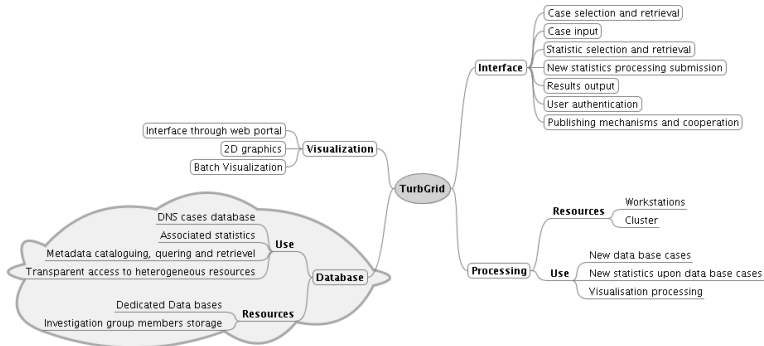 TurbGrid
Interface
Case selection and retrieval
Case input
Statistic selection and retrieval
New statistics processing submission
Results output
User authentication
Publishing mechanisms and cooperation
Visualization
Interface through web portal
2D graphics
Batch Visualization
Database
Use
DNS cases database
Associated statistics
Metadata cataloguing, quering and retrievel
Transparent access to heterogeneous resources
Resources
Dedicated Data bases
Investigation group members storage
Processing
Resources
Workstations
Cluster
Use
New data base cases
New statistics upon data base cases
Visualisation processing